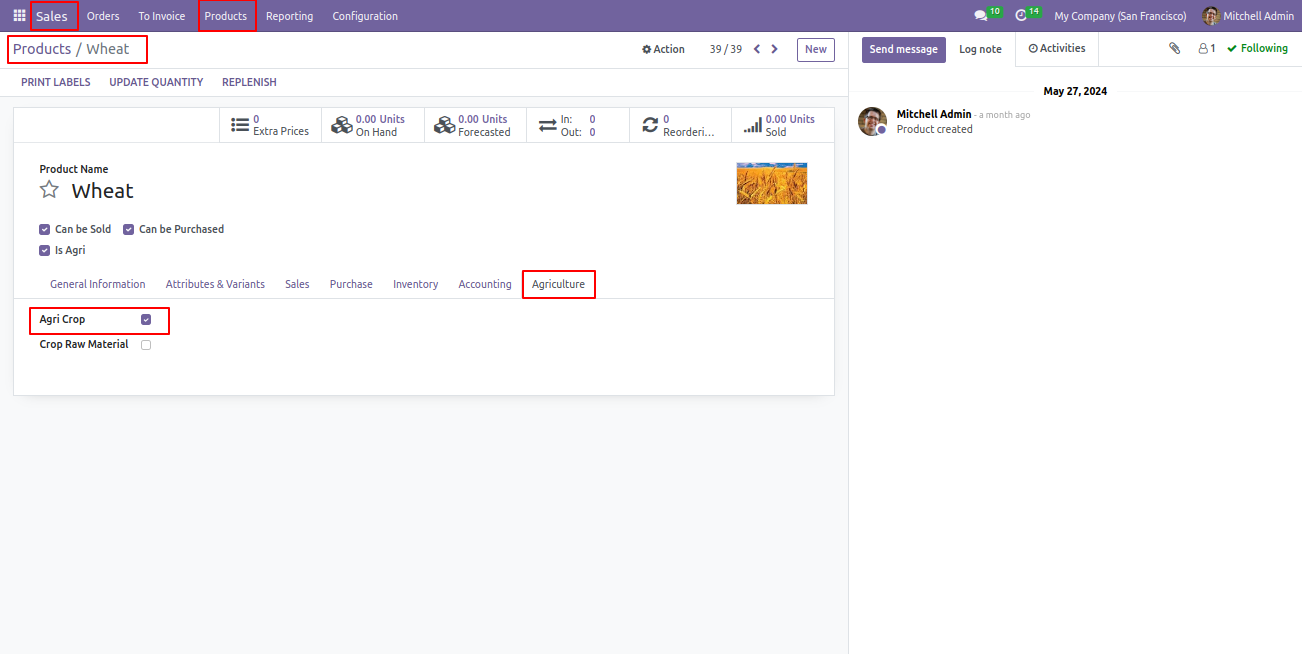 Sales Orders To Invoice Products Reporting Configuration 10 14 My Company (San Francisco) Mitchell Admin
Products / Wheat Action 39 / 39 New
PRINT LABELS UPDATE QUANTITY REPLENISH
0 Extra Prices
0.00 Units On Hand
0.00 Units Forecasted
In: 0
Out: 0
0 Reorderi...
0.00 Units Sold
Product Name
Wheat
Can be Sold Can be Purchased
Is Agri
General Information Attributes & Variants Sales Purchase Inventory Accounting Agriculture
Agri Crop
Crop Raw Material
Send message Log note Activities 1 Following
May 27, 2024
Mitchell Admin - a month ago
Product created